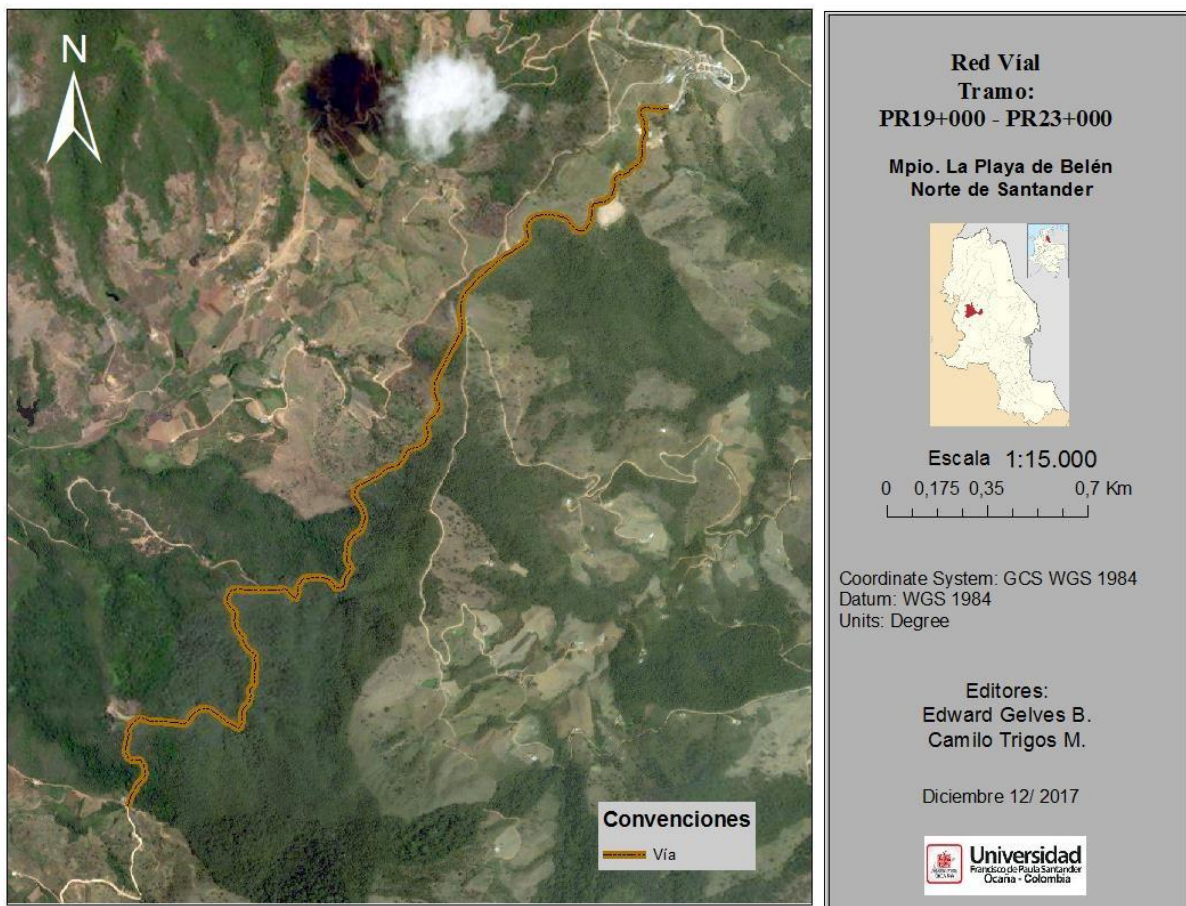 N
Convenciones
Vía
Red Víal
Tramo:
PR19+000 - PR23+000
Mpio. La Playa de Belén
Norte de Santander
Escala 1:15.000
0 0,175 0,35 0,7 Km
Coordinate System: GCS WGS 1984
Datum: WGS 1984
Units: Degree
Editores:
Edward Gelves B.
Camilo Trigos M.
Diciembre 12/ 2017
Universidad
Francisco de Paula Santander
Ocaña - Colombia